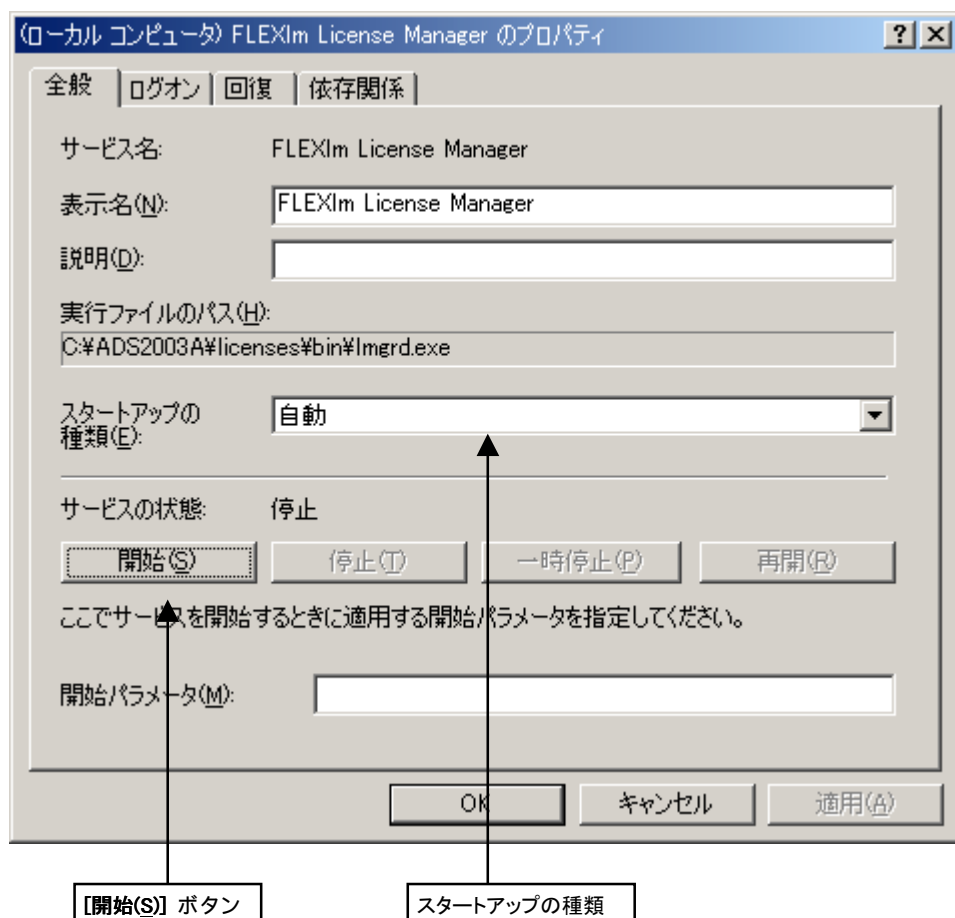 (ローカル コンピュータ) FLEXlm License Manager のプロパティ
全般 ログオン 回復 依存関係
サービス名: FLEXlm License Manager
表示名(N): FLEXlm License Manager
説明(D):
実行ファイルのパス(H):
C:¥ADS2003A¥licenses¥bin¥lmgrd.exe
スタートアップの
種類(E): 自動
サービスの状態: 停止
開始(S) 停止(T) 一時停止(P) 再開(R)
ここでサービスを開始するときに適用する開始パラメータを指定してください。
開始パラメータ(M):
OK キャンセル 適用(A)
[開始(S)] ボタン スタートアップの種類